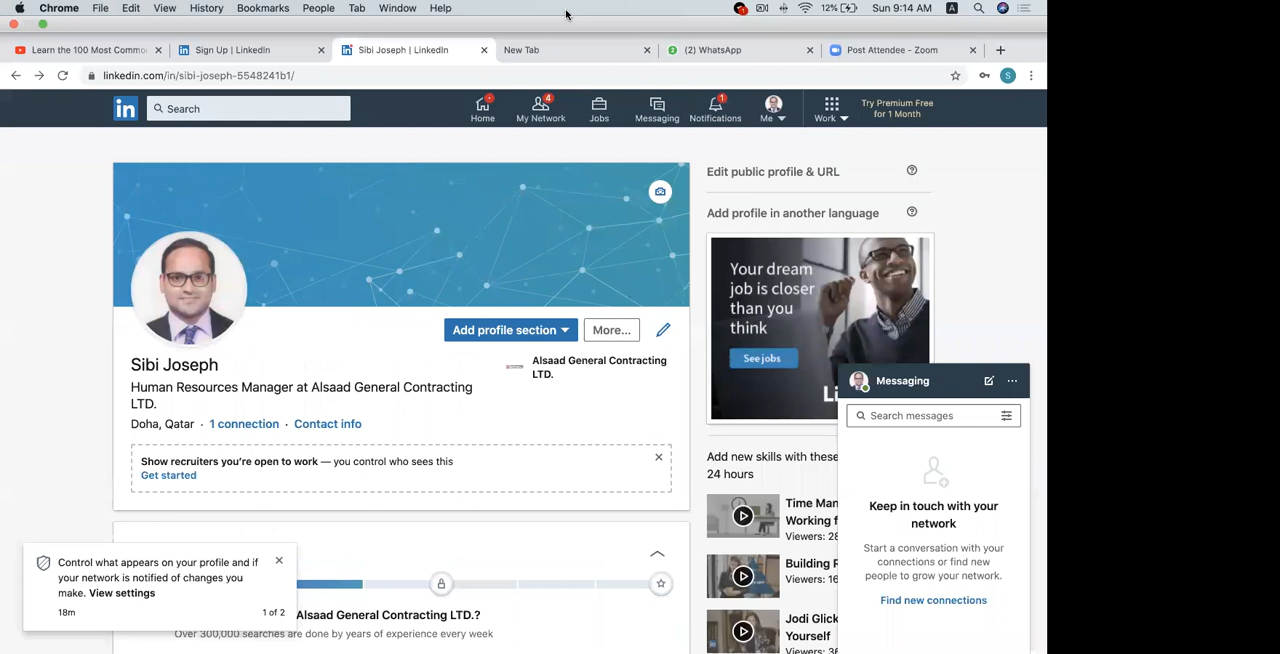 Chrome File Edit View History Bookmarks People Tab Window Help 1 12% Sun 9:14 AM A
Learn the 100 Most Commo Sign Up | LinkedIn Sibi Joseph | LinkedIn New Tab 2 (2) WhatsApp Post Attendee - Zoom
linkedin.com/in/sibi-joseph-5548241b1/ S
in Search Home 4 My Network Jobs Messaging 1 Notifications Me Work Try Premium Free
for 1 Month
Sibi Joseph
Human Resources Manager at Alsaad General Contracting
LTD.
Doha, Qatar · 1 connection · Contact info
Add profile section More...
Alsaad General Contracting
LTD.
Show recruiters you're open to work — you control who sees this
Get started
Control what appears on your profile and if
your network is notified of changes you
make. View settings
18m 1 of 2
Alsaad General Contracting LTD.?
Over 300,000 searches are done by years of experience every week
Edit public profile & URL
Add profile in another language
Your dream
job is closer
than you
think
See jobs
Li
Add new skills with these
24 hours
Time Man
Working f
Viewers: 28
Building R
Viewers: 16
Jodi Glick
Yourself
Viewers: 36
Messaging
Search messages
Keep in touch with your
network
Start a conversation with your
connections or find new
people to grow your network.
Find new connections